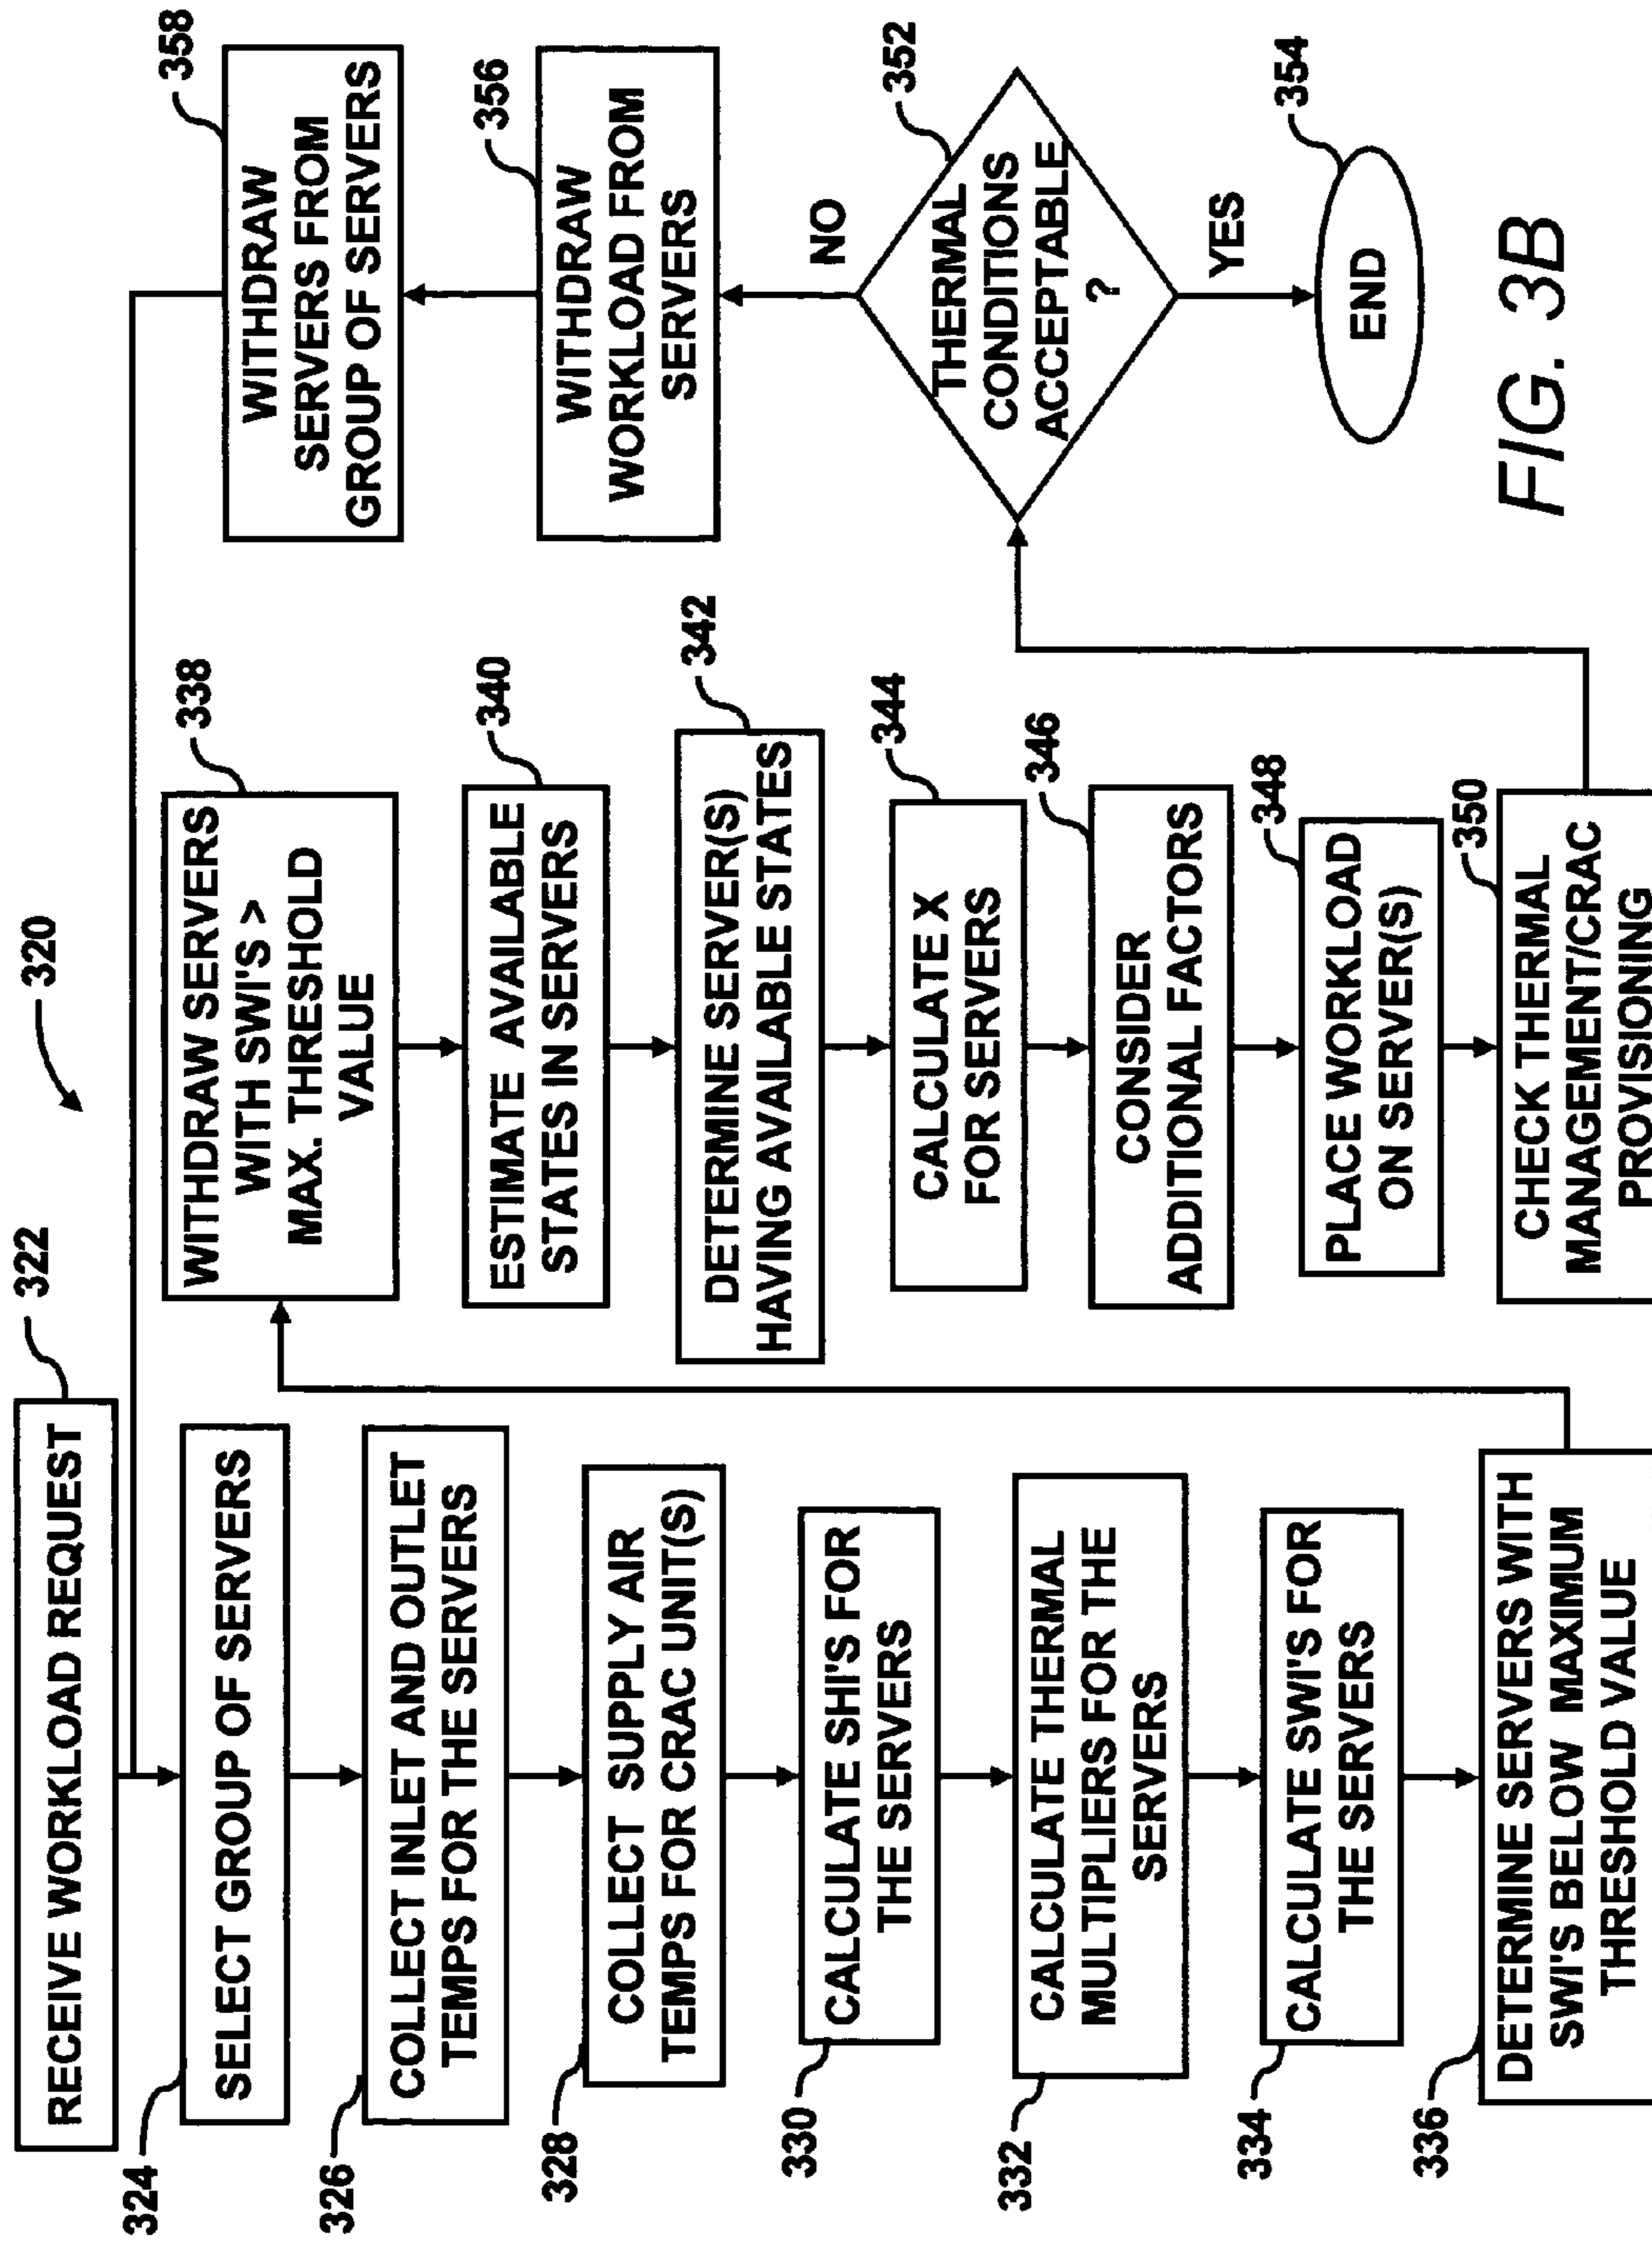 320
RECEIVE WORKLOAD REQUEST
322
324
SELECT GROUP OF SERVERS
326
COLLECT INLET AND OUTLET
TEMPS FOR THE SERVERS
328
COLLECT SUPPLY AIR
TEMPS FOR CRAC UNIT(S)
330
CALCULATE SHI'S FOR
THE SERVERS
332
CALCULATE THERMAL
MULTIPLIERS FOR THE
SERVERS
334
CALCULATE SWI'S FOR
THE SERVERS
336
DETERMINE SERVERS WITH
SWI'S BELOW MAXIMUM
THRESHOLD VALUE
338
WITHDRAW SERVERS
WITH SWI'S >
MAX. THRESHOLD
VALUE
340
ESTIMATE AVAILABLE
STATES IN SERVERS
342
DETERMINE SERVER(S)
HAVING AVAILABLE STATES
344
CALCULATE X
FOR SERVERS
346
CONSIDER
ADDITIONAL FACTORS
348
PLACE WORKLOAD
ON SERVER(S)
350
CHECK THERMAL
MANAGEMENT/CRAC
PROVISIONING
358
WITHDRAW
SERVERS FROM
GROUP OF SERVERS
356
WITHDRAW
WORKLOAD FROM
SERVERS
NO
352
THERMAL
CONDITIONS
ACCEPTABLE
?
YES
354
END
FIG. 3B